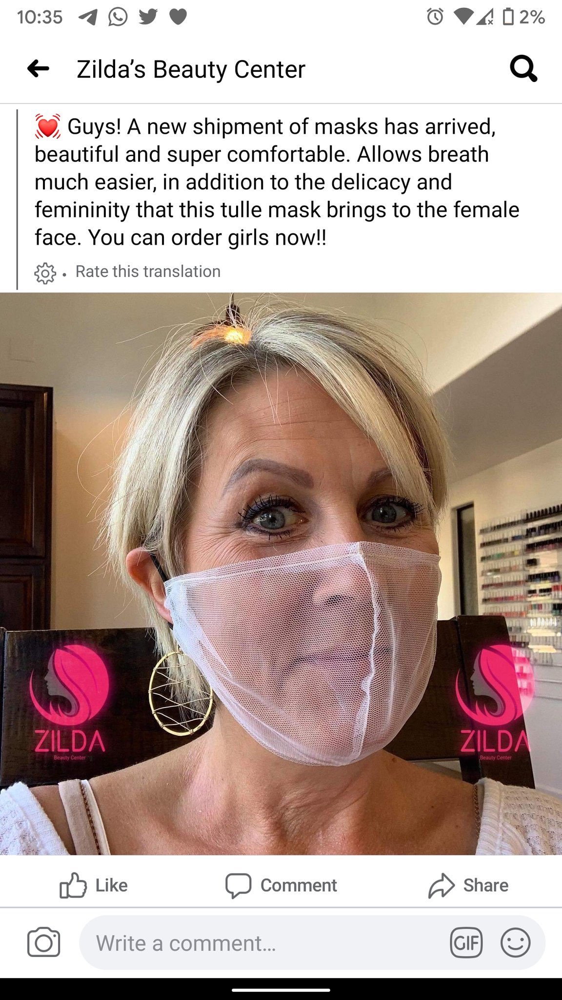 10:35
2%
Zilda’s Beauty Center
💓 Guys! A new shipment of masks has arrived,
beautiful and super comfortable. Allows breath
much easier, in addition to the delicacy and
femininity that this tulle mask brings to the female
face. You can order girls now!!
• Rate this translation
ZILDA
Beauty Center
ZILDA
Beauty Center
Like
Comment
Share
Write a comment...
GIF